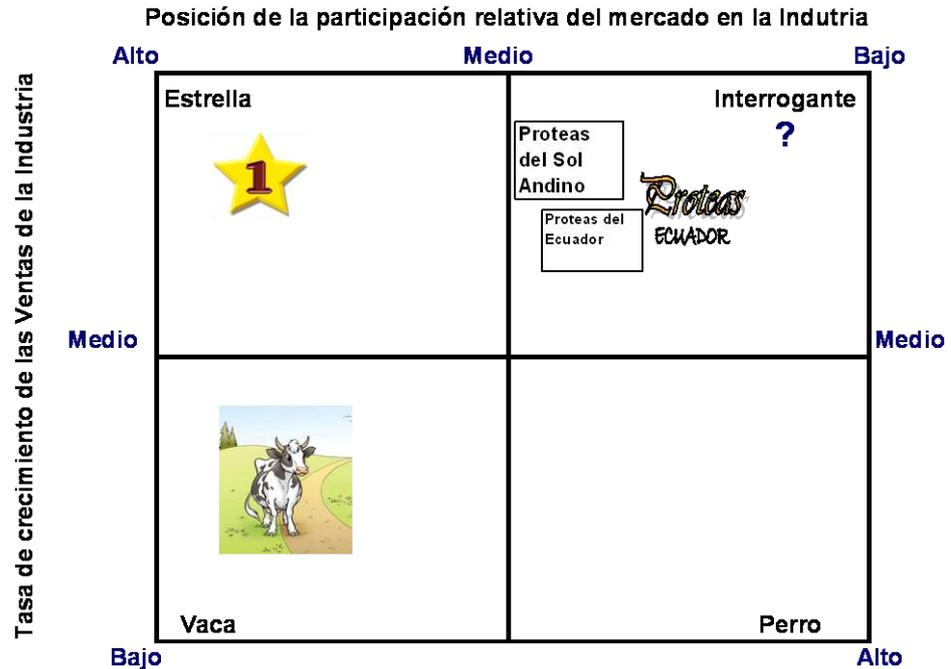 Posición de la participación relativa del mercado en la Indutria
Alto
Medio
Bajo
Tasa de crecimiento de las Ventas de la Industria
Estrella
1
Interrogante
?
Proteas
del Sol
Andino
Proteas
ECUADOR
Proteas del
Ecuador
Medio
Medio
Vaca
Perro
Bajo
Alto